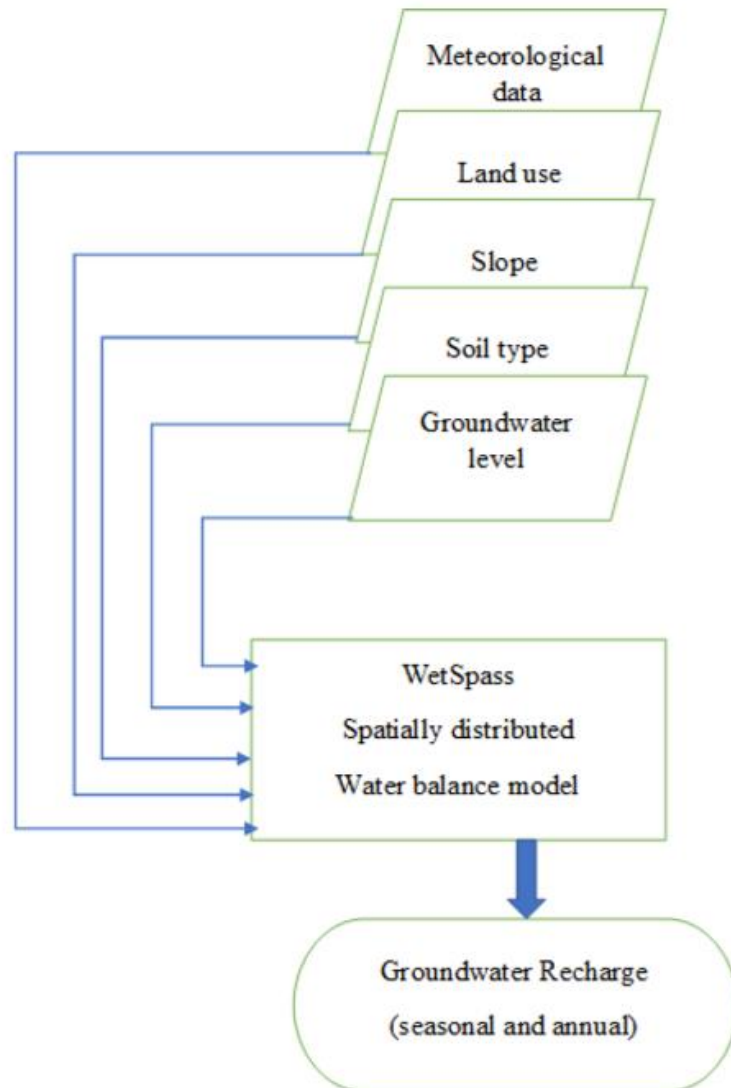 Meteorological
data
Land use
Slope
Soil type
Groundwater
level
WetSpass
Spatially distributed
Water balance model
Groundwater Recharge
(seasonal and annual)